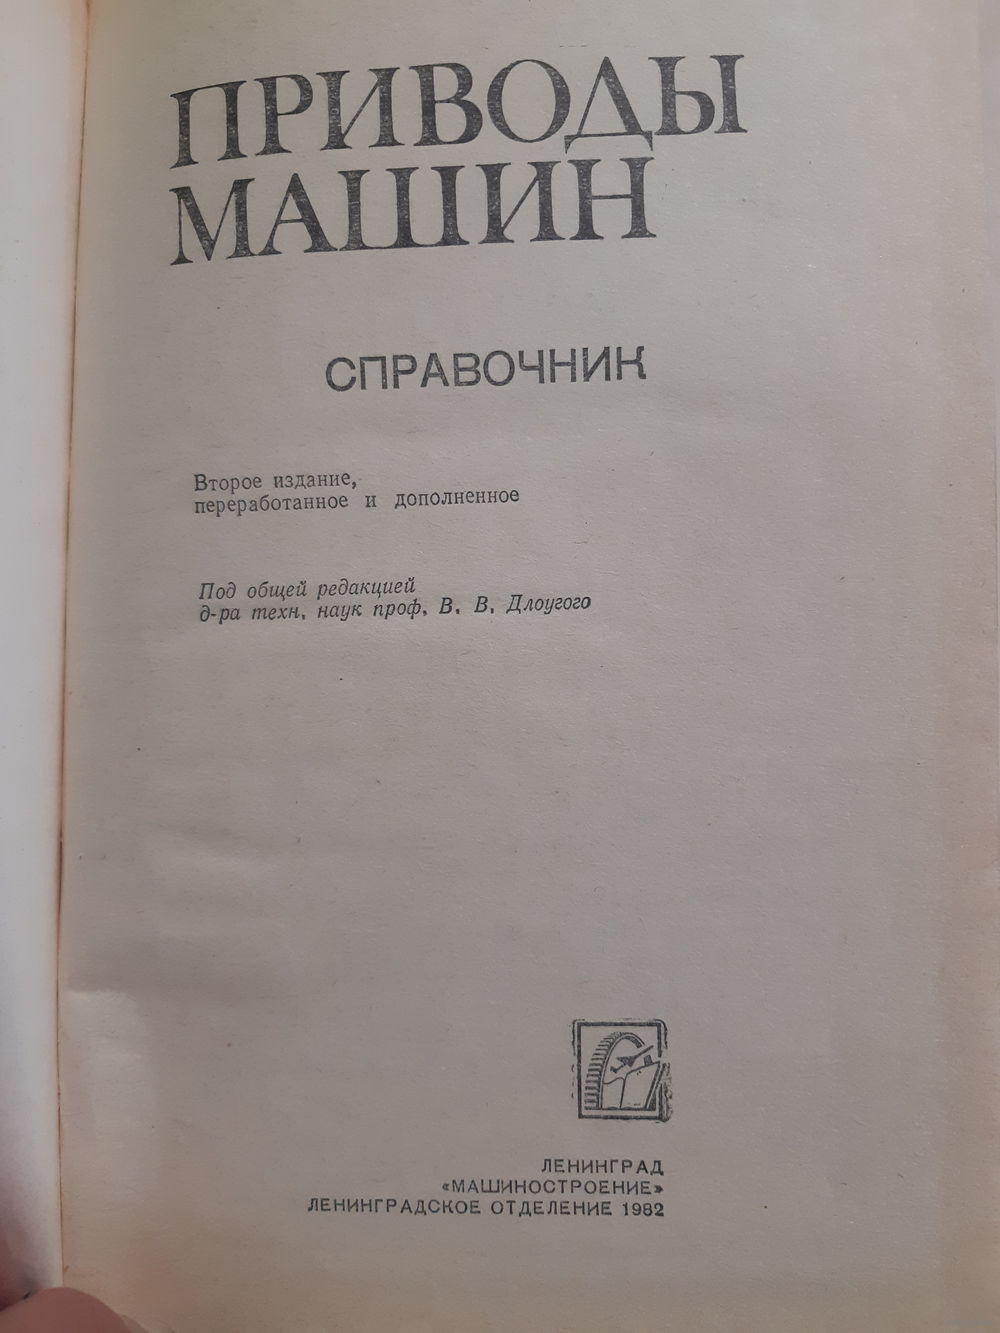 ПРИВОДЫ
МАШИН
СПРАВОЧНИК
Второе издание,
переработанное и дополненное
Под общей редакцией
д-ра техн. наук проф. В. В. Длоугого
ЛЕНИНГРАД
«МАШИНОСТРОЕНИЕ»
ЛЕНИНГРАДСКОЕ ОТДЕЛЕНИЕ 1982